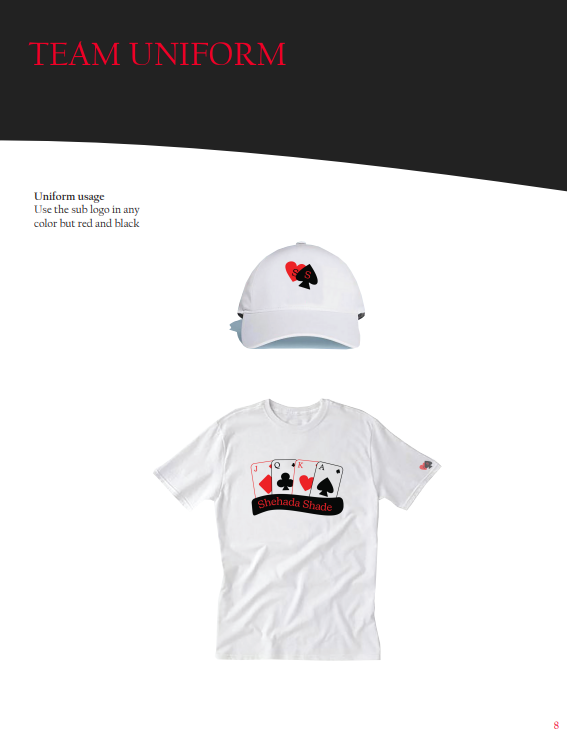 TEAM UNIFORM
Uniform usage
Use the sub logo in any
color but red and black
S S
J Q K A
Shehada Shade
8